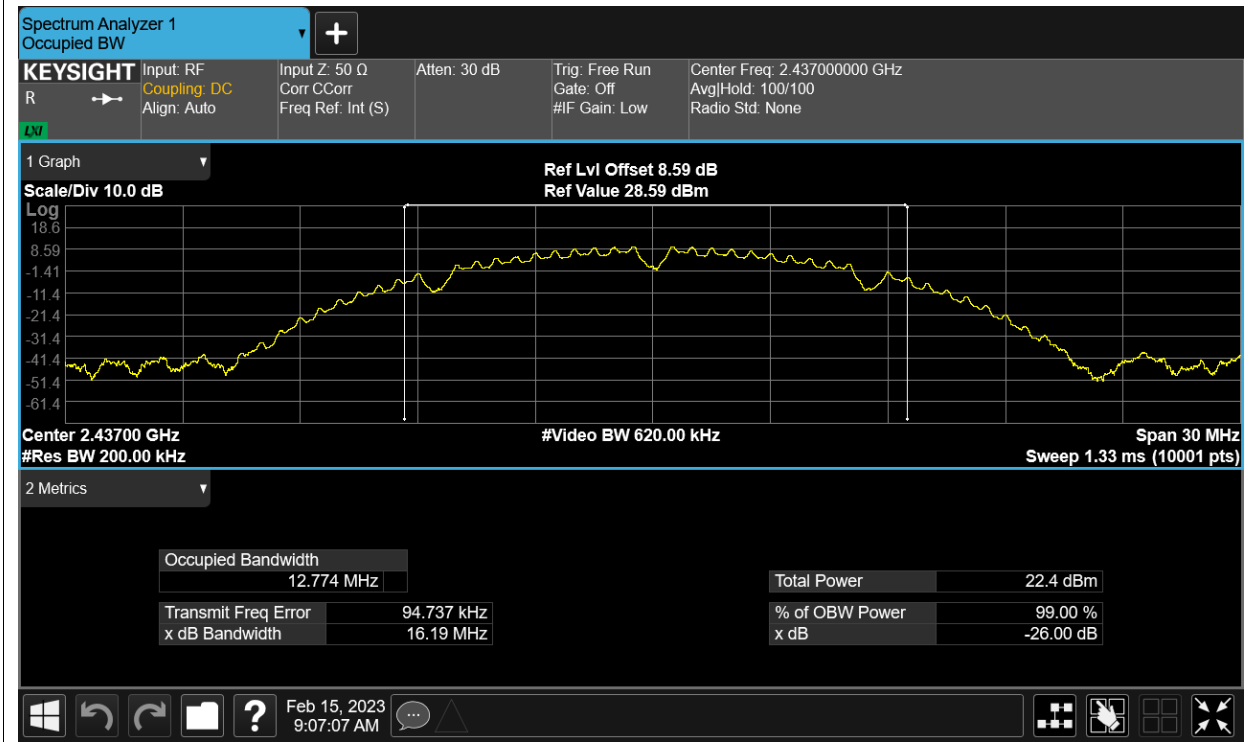 Spectrum Analyzer 1
Occupied BW
KEYSIGHT
R
LXI
Input: RF
Coupling: DC
Align: Auto
Input Z: 50 Ω
Corr CCorr
Freq Ref: Int (S)
Atten: 30 dB
Trig: Free Run
Gate: Off
#IF Gain: Low
Center Freq: 2.437000000 GHz
Avg|Hold: 100/100
Radio Std: None
1 Graph
Scale/Div 10.0 dB
Ref Lvl Offset 8.59 dB
Ref Value 28.59 dBm
Log
18.6
8.59
-1.41
-11.4
-21.4
-31.4
-41.4
-51.4
-61.4
Center 2.43700 GHz
#Video BW 620.00 kHz
Span 30 MHz
#Res BW 200.00 kHz
Sweep 1.33 ms (10001 pts)
2 Metrics
Occupied Bandwidth
12.774 MHz
Total Power 22.4 dBm
Transmit Freq Error 94.737 kHz
% of OBW Power 99.00 %
x dB Bandwidth 16.19 MHz
x dB -26.00 dB
?
Feb 15, 2023
9:07:07 AM